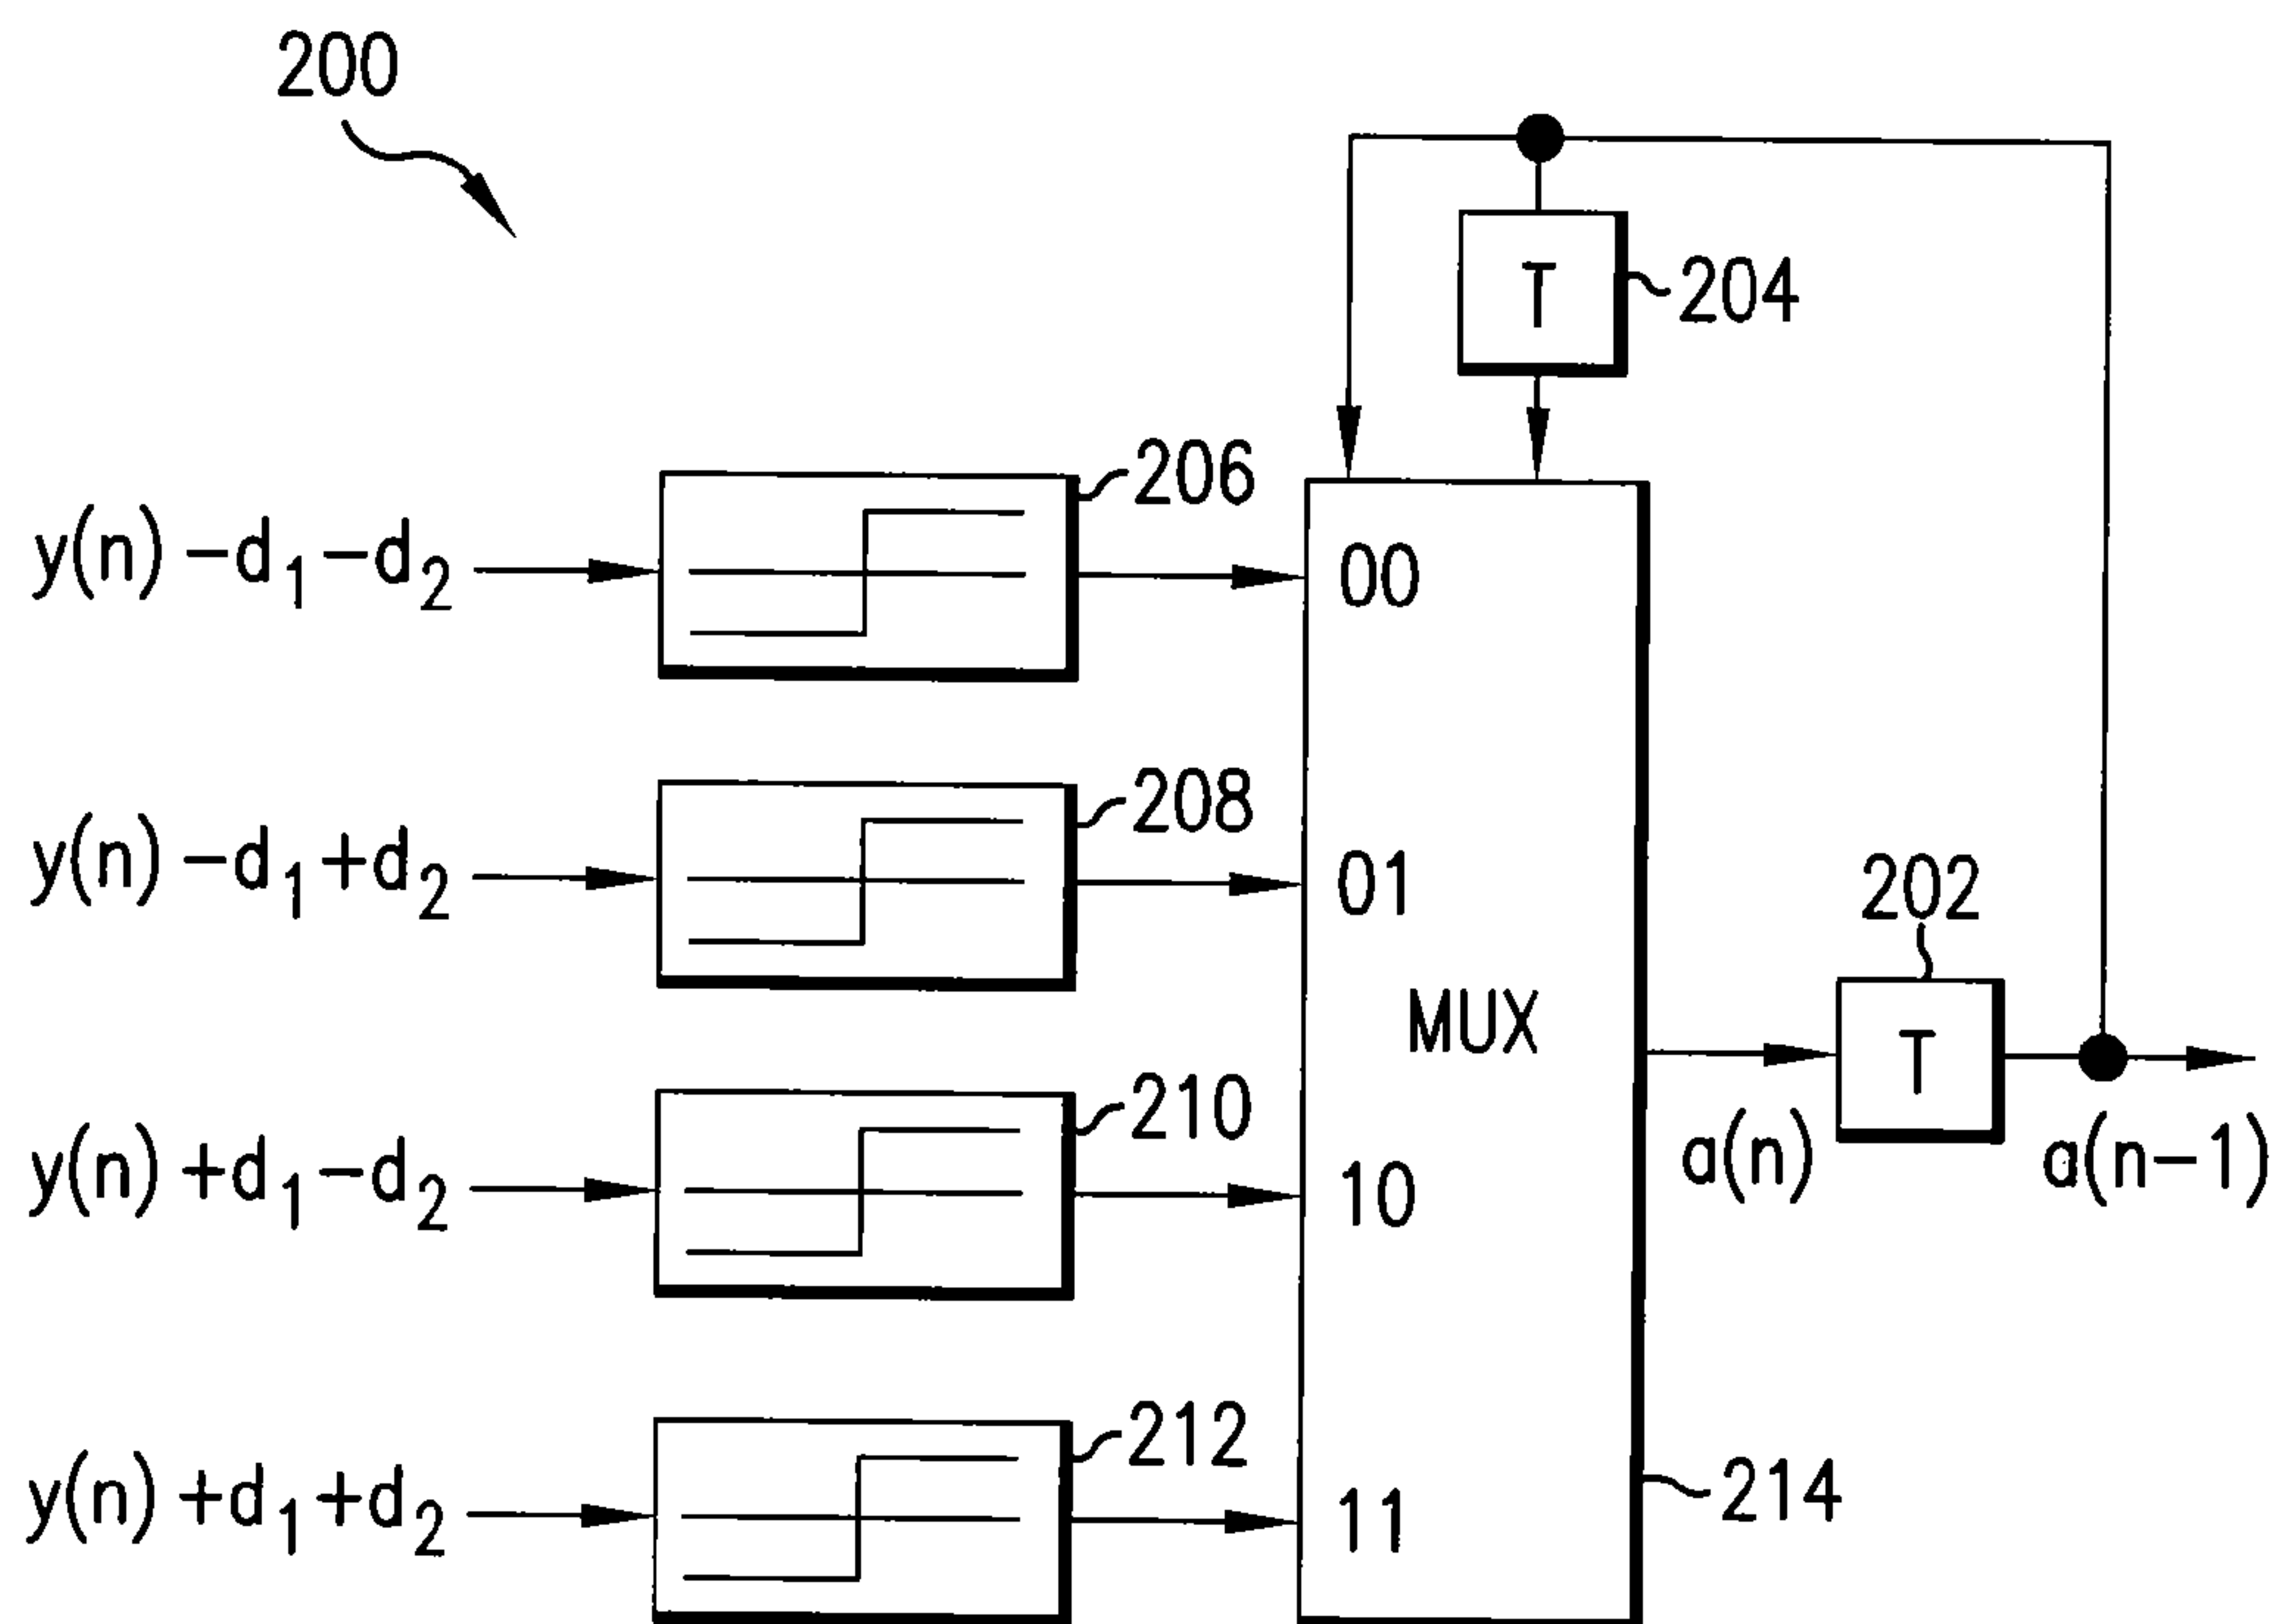 200
T
204
206
y(n) -d1 -d2
00
208
y(n) -d1 +d2
01
202
MUX
T
210
y(n) +d1 -d2
10
a(n)
a(n-1)
212
y(n) +d1 +d2
11
214